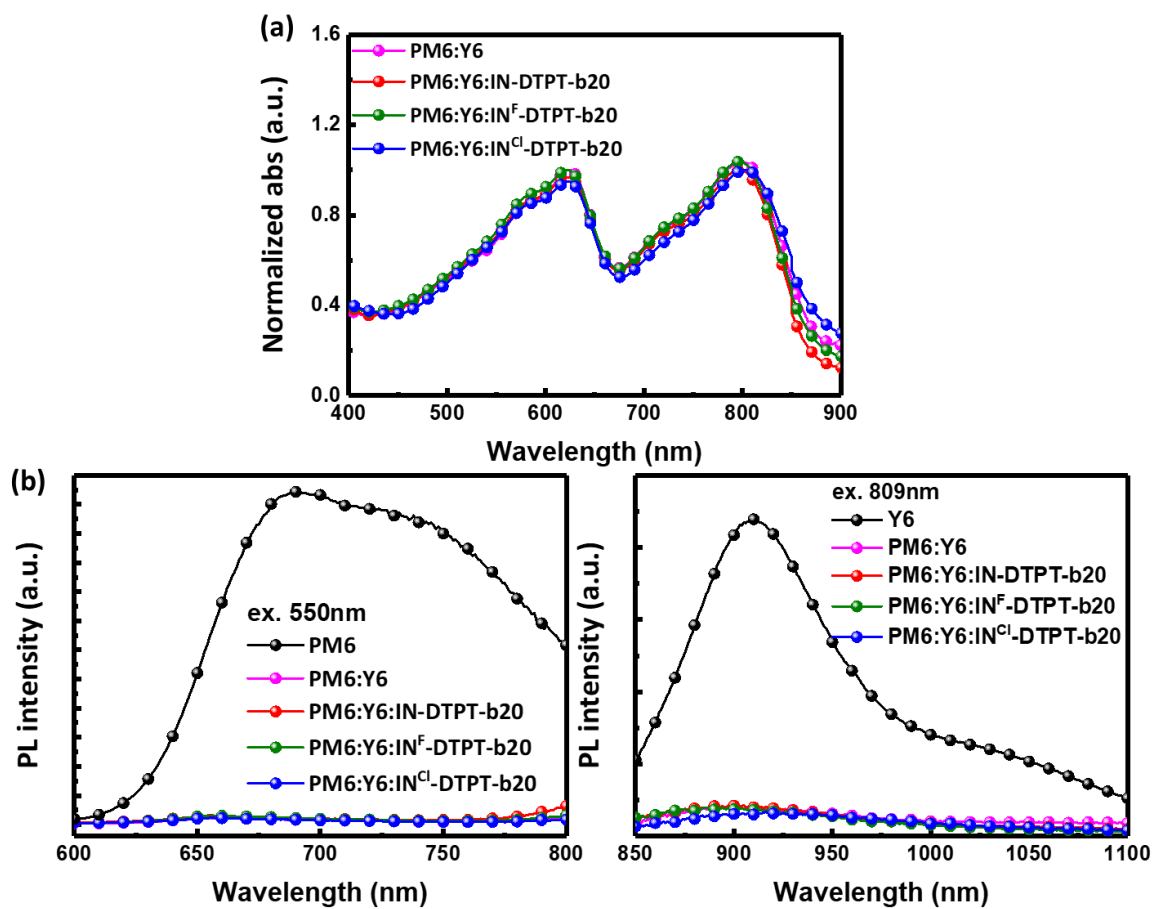 (a)
1.6
1.2
0.8
0.4
0.0
Normalized abs (a.u.)
PM6:Y6
PM6:Y6:IN-DTPT-b20
PM6:Y6:INF-DTPT-b20
PM6:Y6:INCl-DTPT-b20
400 500 600 700 800 900
Wavelength (nm)
(b)
PL intensity (a.u.)
ex. 550nm
PM6
PM6:Y6
PM6:Y6:IN-DTPT-b20
PM6:Y6:INF-DTPT-b20
PM6:Y6:INCl-DTPT-b20
600 650 700 750 800
Wavelength (nm)
PL intensity (a.u.)
ex. 809nm
Y6
PM6:Y6
PM6:Y6:IN-DTPT-b20
PM6:Y6:INF-DTPT-b20
PM6:Y6:INCl-DTPT-b20
850 900 950 1000 1050 1100
Wavelength (nm)